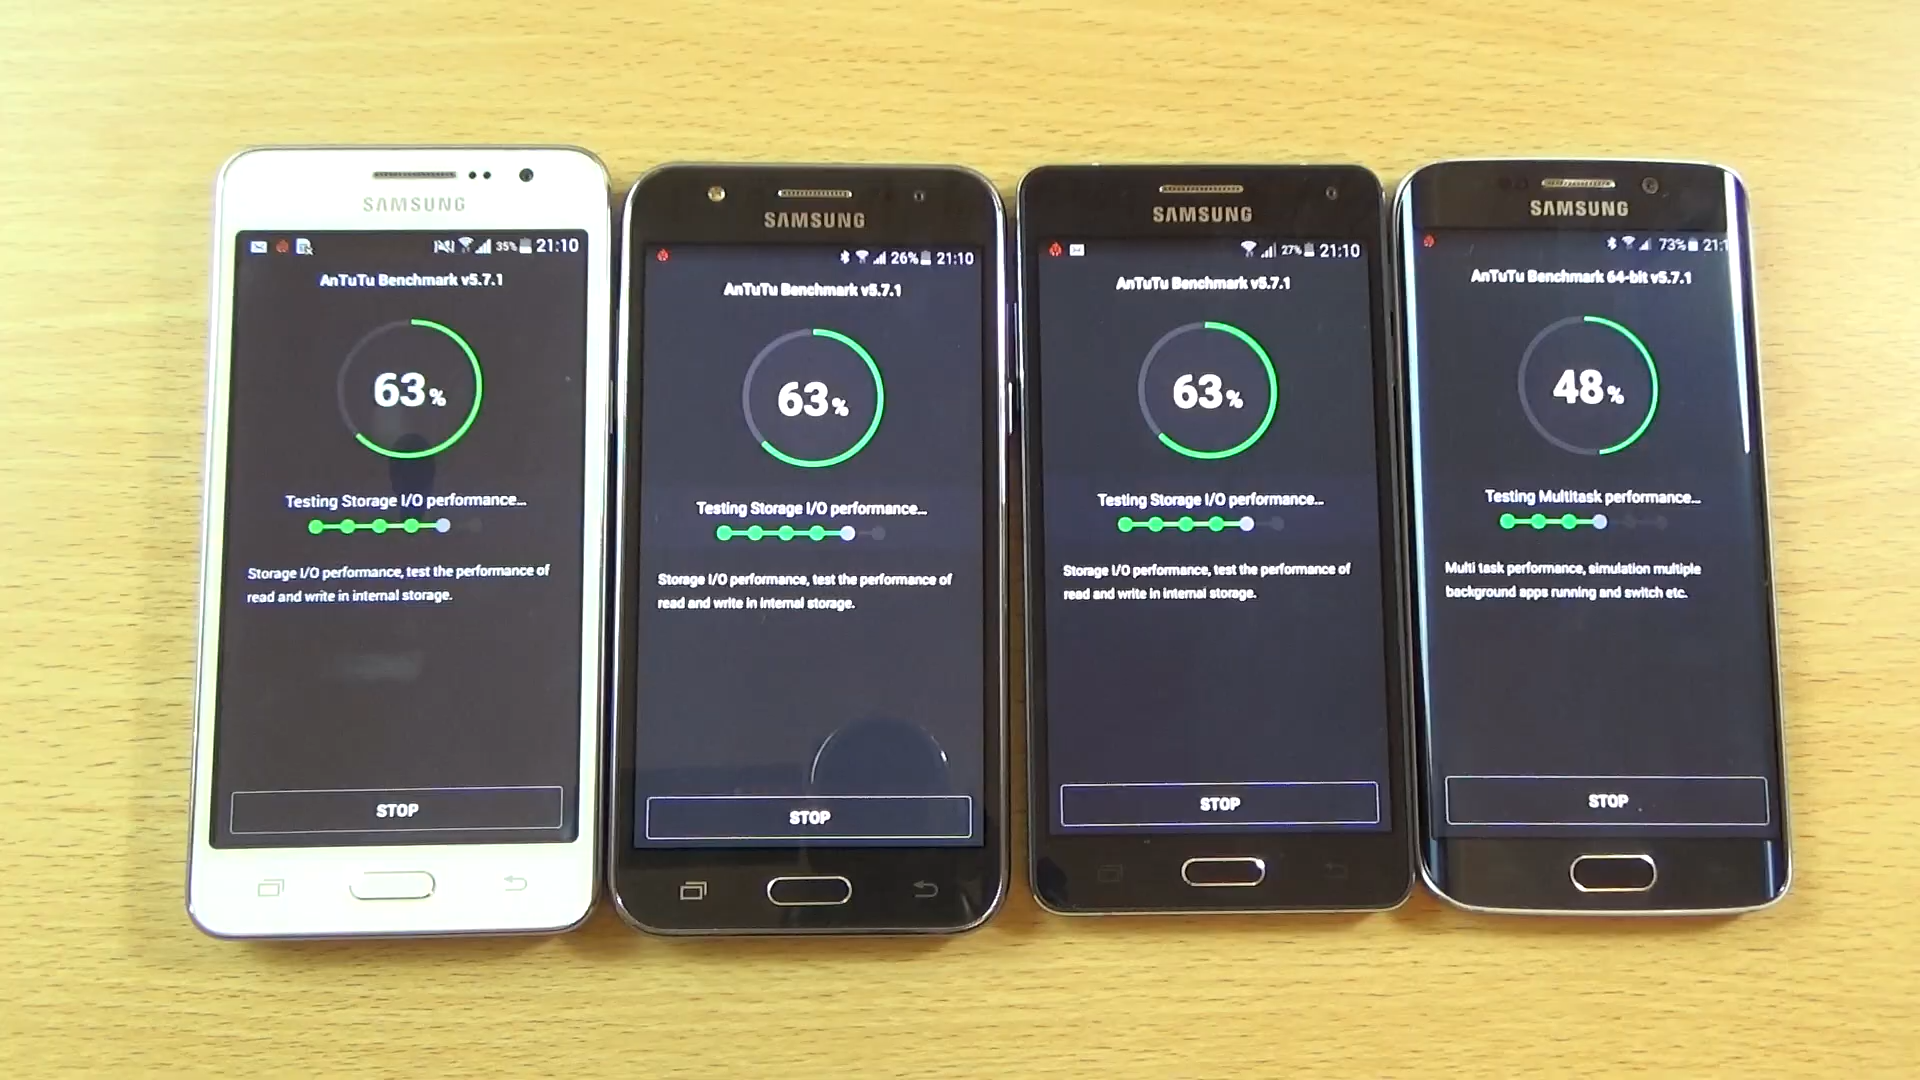 SAMSUNG
35% 21:10
AnTuTu Benchmark v5.7.1
63%
Testing Storage I/O performance...
Storage I/O performance, test the performance of
read and write in internal storage.
STOP
SAMSUNG
26% 21:10
AnTuTu Benchmark v5.7.1
63%
Testing Storage I/O performance...
Storage I/O performance, test the performance of
read and write in internal storage.
STOP
SAMSUNG
27% 21:10
AnTuTu Benchmark v5.7.1
63%
Testing Storage I/O performance...
Storage I/O performance, test the performance of
read and write in internal storage.
STOP
SAMSUNG
73% 21:1
AnTuTu Benchmark 64-bit v5.7.1
48%
Testing Multitask performance...
Multi task performance, simulation multiple
background apps running and switch etc.
STOP